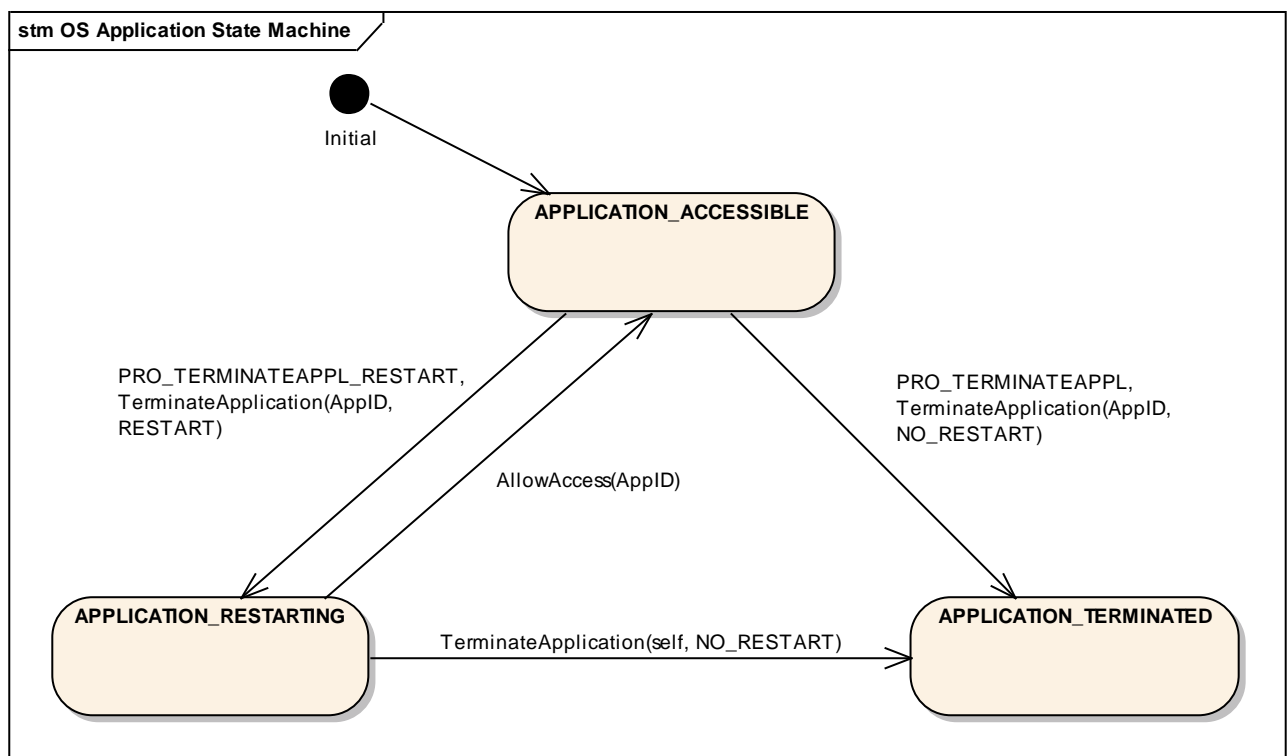 stm OS Application State Machine
Initial
APPLICATION_ACCESSIBLE
PRO_TERMINATEAPPL_RESTART,
TerminateApplication(AppID,
RESTART)
PRO_TERMINATEAPPL,
TerminateApplication(AppID,
NO_RESTART)
AllowAccess(AppID)
APPLICATION_RESTARTING
TerminateApplication(self, NO_RESTART)
APPLICATION_TERMINATED